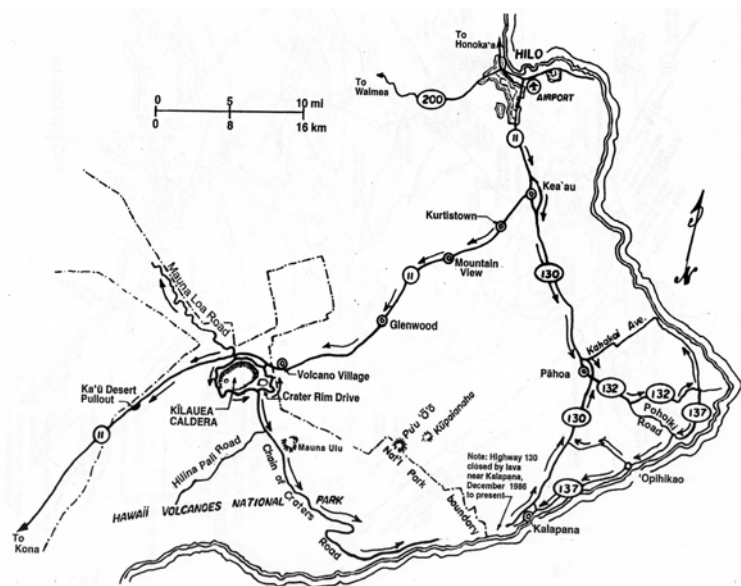 To
Honoka'a
HILO
To
Waimea
200
AIRPORT
0 5 10 mi
0 8 16 km
11
Kea'au
Kurtistown
Mountain
View
11
130
N
Mauna Loa Road
Glenwood
Kahakai Ave.
Pāhoa
Volcano Village
132
132
137
Pohoiki
Road
Ka'ū Desert
Pullout
Crater Rim Drive
KĪLAUEA
CALDERA
Pu'u 'Ō'ō
Kūpaianaha
130
11
Mauna Ulu
Hilina Pali Road
Chain of Craters
Road
Nat'l Park
boundary
Note: Highway 130
closed by lava
near Kalapana,
December 1986
to present
'Opihikao
137
HAWAII VOLCANOES NATIONAL PARK
Kalapana
To
Kona